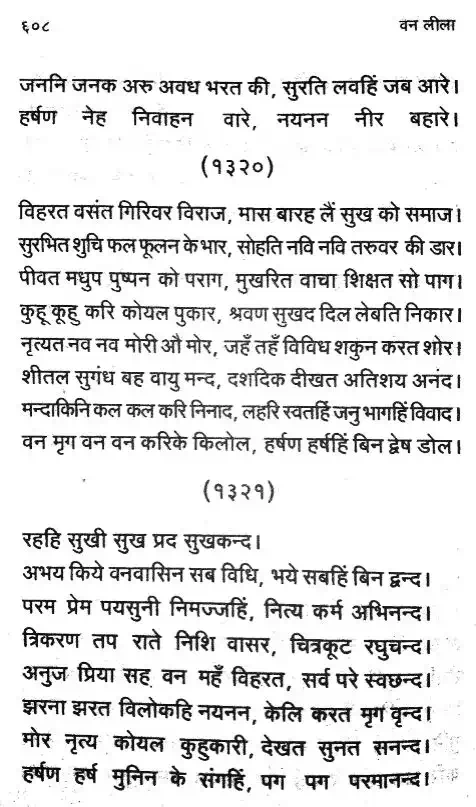 ६०८ वन लीला
जननि जनक अरु अवध भरत की, सुरति लवहिं जब आरे।
हर्षण नेह निवाहन वारे, नयनन नीर बहारे।
(१३२०)
विहरत वसंत गिरिवर विराज, मास बारह लैं सुख को समाज।
सुरभित शुचि फल फूलन के भार, सोहति नवि नवि तरुवर की डार।
पीवत मधुप पुष्पन को पराग, मुखरित वाचा शिक्षत सो पाग।
कुहू कूहु करि कोयल पुकार, श्रवण सुखद दिल लेबति निकार।
नृत्यत नव नव मोरी औ मोर, जहँ तहँ विविध शकुन करत शोर।
शीतल सुगंध बह वायु मन्द, दशदिक दीखत अतिशय अनंद।
मन्दाकिनि कल कल करि निनाद, लहरि स्वतहिं जनु भागहिं विवाद।
वन मृग वन वन करिके किलोल, हर्षण हर्षहिं बिन द्वेष डोल।
(१३२१)
रहहि सुखी सुख प्रद सुखकन्द।
अभय किये वनवासिन सब विधि, भये सबहिं बिन द्वन्द।
परम प्रेम पयसुनी निमज्जहिं, नित्य कर्म अभिनन्द।
त्रिकरण तप राते निशि वासर, चित्रकूट रघुचन्द।
अनुज प्रिया सह वन महँ विहरत, सर्व परे स्वछन्द।
झरना झरत विलोकहि नयनन, केलि करत मृग वृन्द।
मोर नृत्य कोयल कुहुकारी, देखत सुनत सनन्द।
हर्षण हर्ष मुनिन के संगहिं, पग पग परमानन्द।